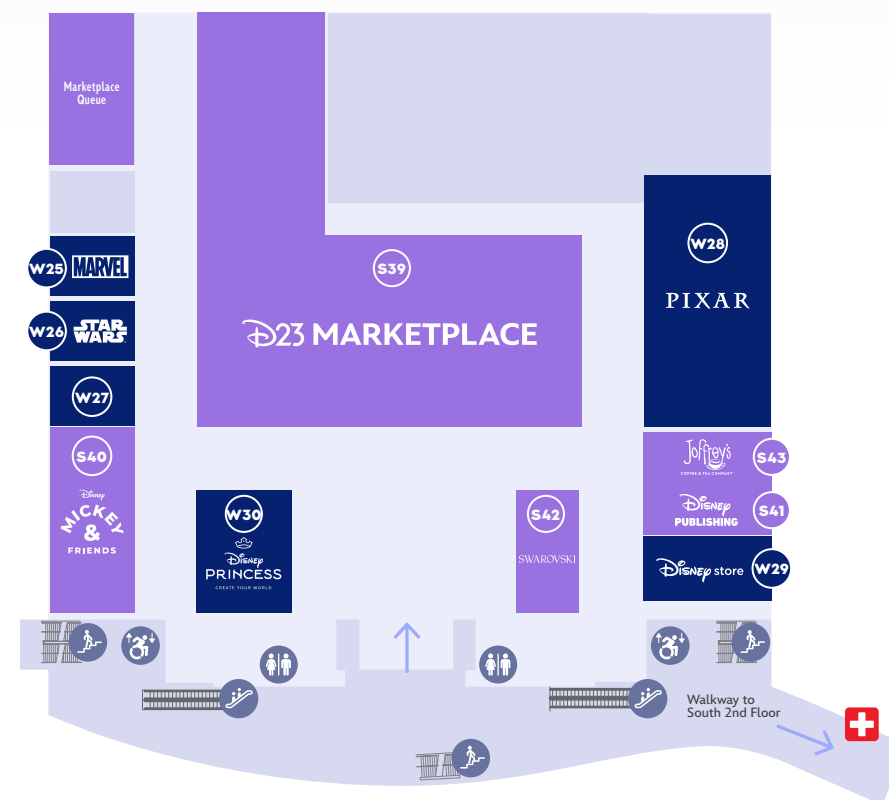 Marketplace
Queue
W25 MARVEL
W26 STAR
WARS
W27
S40
Disney
MICKEY
&
FRIENDS
S39
D23 MARKETPLACE
W28
PIXAR
Joffrey's S43
COFFEE & TEA COMPANY
Disney S41
PUBLISHING
Disney store W29
W30
Disney
PRINCESS
CREATE YOUR WORLD
S42
SWAROVSKI
Walkway to
South 2nd Floor